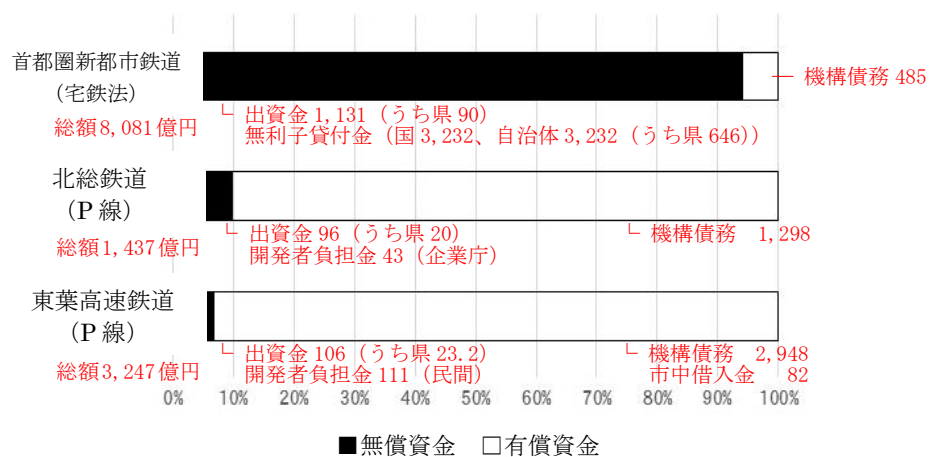 首都圏新都市鉄道
（宅鉄法）
総額8,081億円
機構債務 485
出資金 1,131（うち県 90）
無利子貸付金（国 3,232、自治体 3,232（うち県 646））
北総鉄道
（P 線）
総額1,437億円
出資金 96（うち県 20）
開発者負担金 43（企業庁）
機構債務 1,298
東葉高速鉄道
（P 線）
総額3,247億円
出資金 106（うち県 23.2）
開発者負担金 111（民間）
機構債務 2,948
市中借入金 82
0% 10% 20% 30% 40% 50% 60% 70% 80% 90% 100%
■無償資金 □有償資金